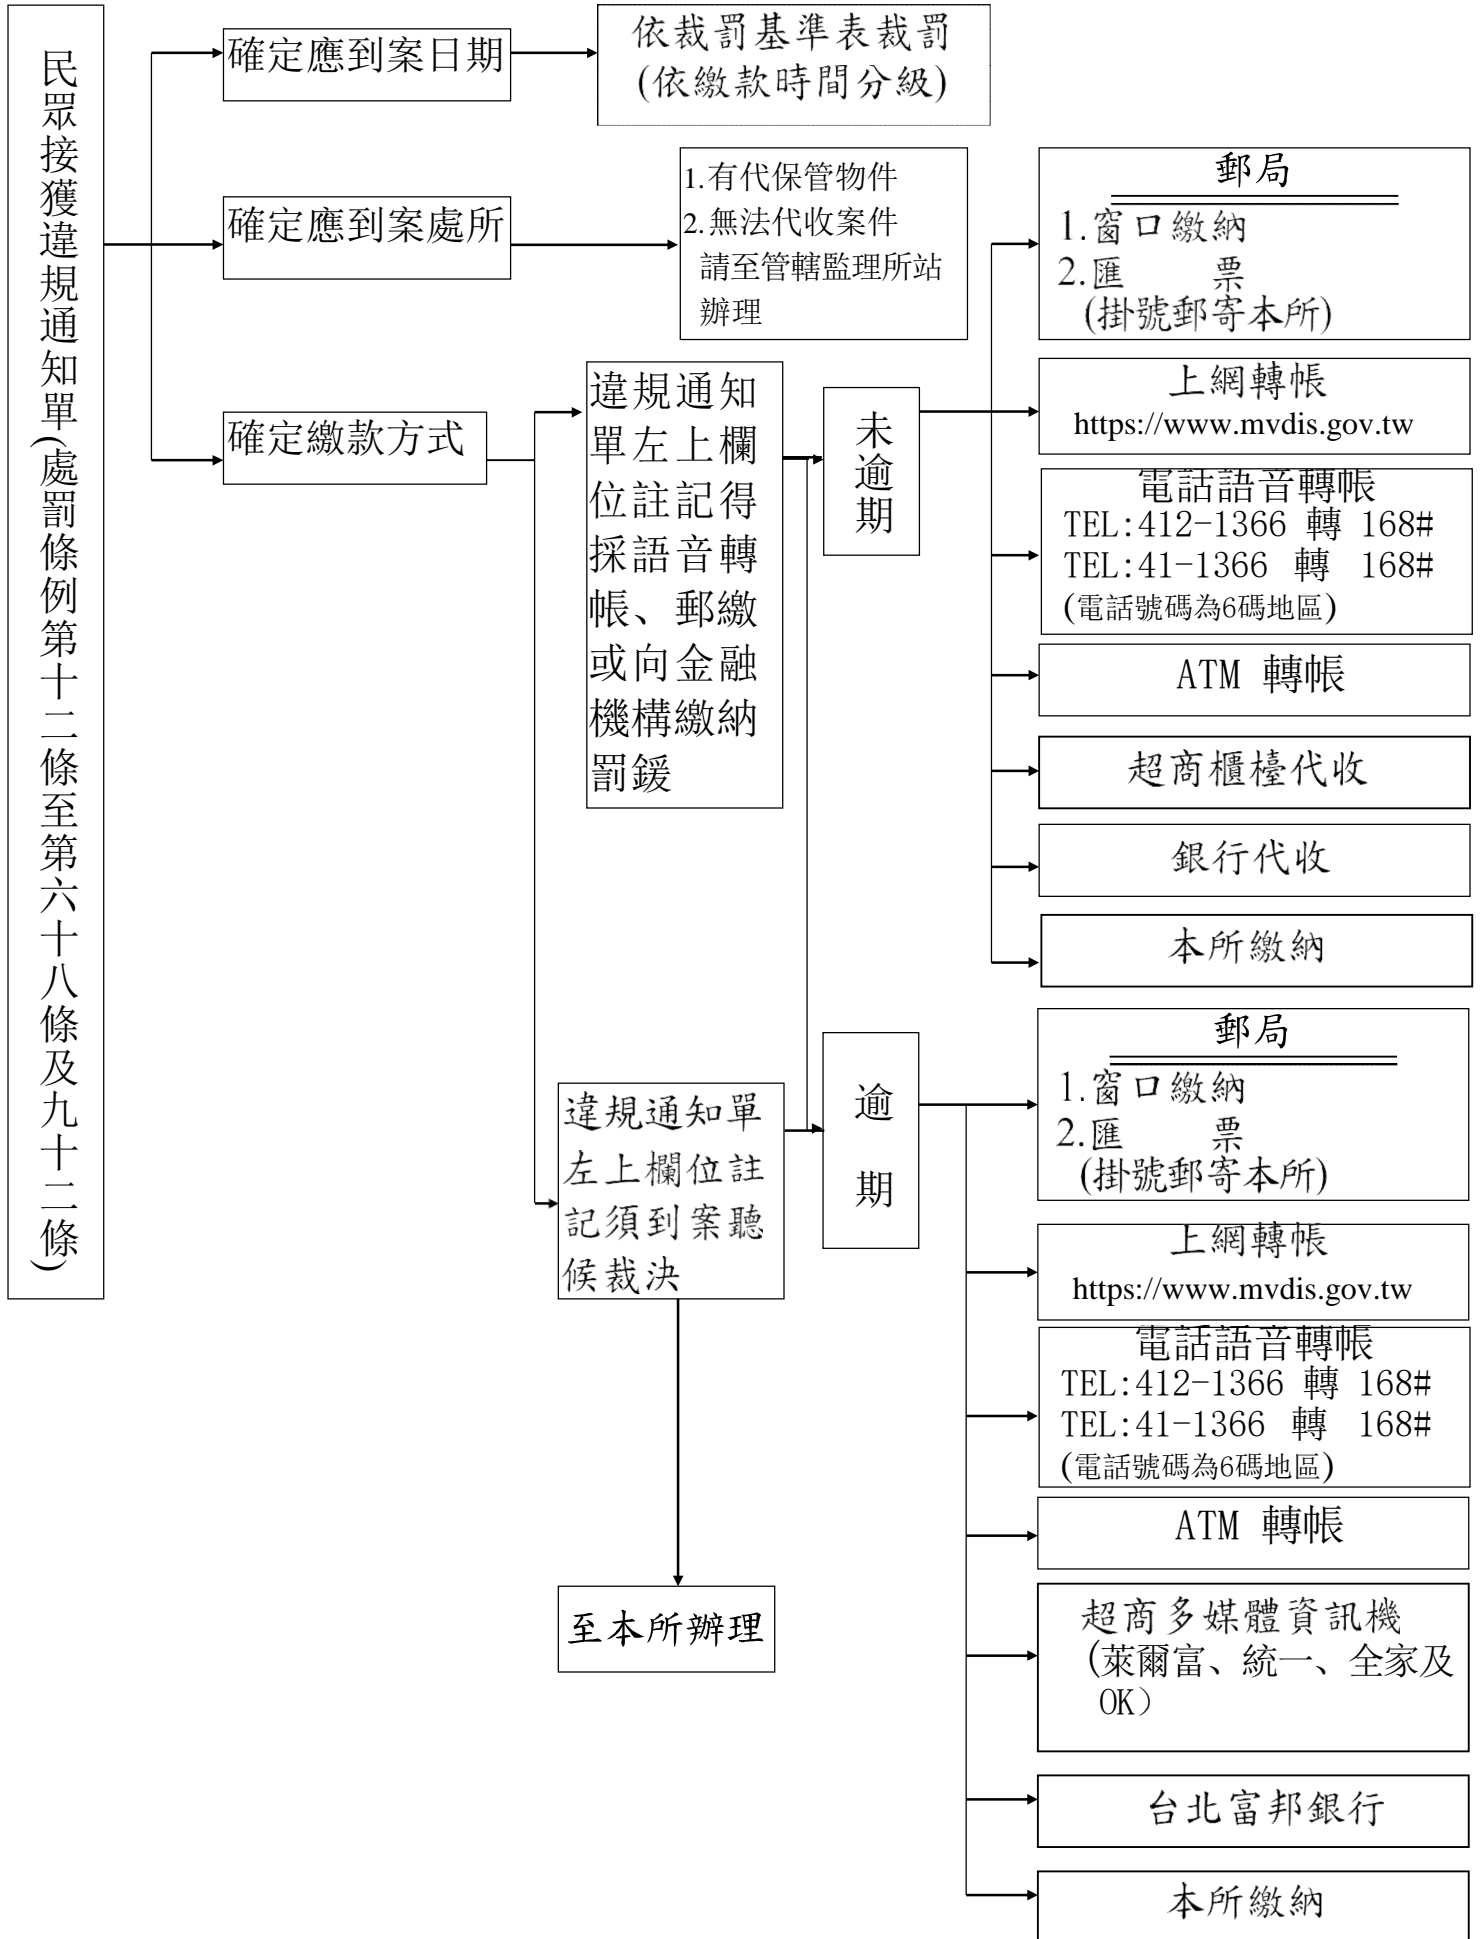 民眾接獲違規通知單(處罰條例第十二條至第六十八條及九十二條)
確定應到案日期
依裁罰基準表裁罰
(依繳款時間分級)
確定應到案處所
1.有代保管物件
2.無法代收案件
請至管轄監理所站
辦理
確定繳款方式
違規通知
單左上欄
位註記得
採語音轉
帳、郵繳
或向金融
機構繳納
罰鍰
未逾期
郵局
1.窗口繳納
2.匯 票
(掛號郵寄本所)
上網轉帳
https://www.mvdis.gov.tw
電話語音轉帳
TEL:412-1366 轉 168#
TEL:41-1366 轉 168#
(電話號碼為6碼地區)
ATM 轉帳
超商櫃檯代收
銀行代收
本所繳納
違規通知單
左上欄位註
記須到案聽
候裁決
至本所辦理
逾期
郵局
1.窗口繳納
2.匯 票
(掛號郵寄本所)
上網轉帳
https://www.mvdis.gov.tw
電話語音轉帳
TEL:412-1366 轉 168#
TEL:41-1366 轉 168#
(電話號碼為6碼地區)
ATM 轉帳
超商多媒體資訊機
(萊爾富、統一、全家及
OK）
台北富邦銀行
本所繳納